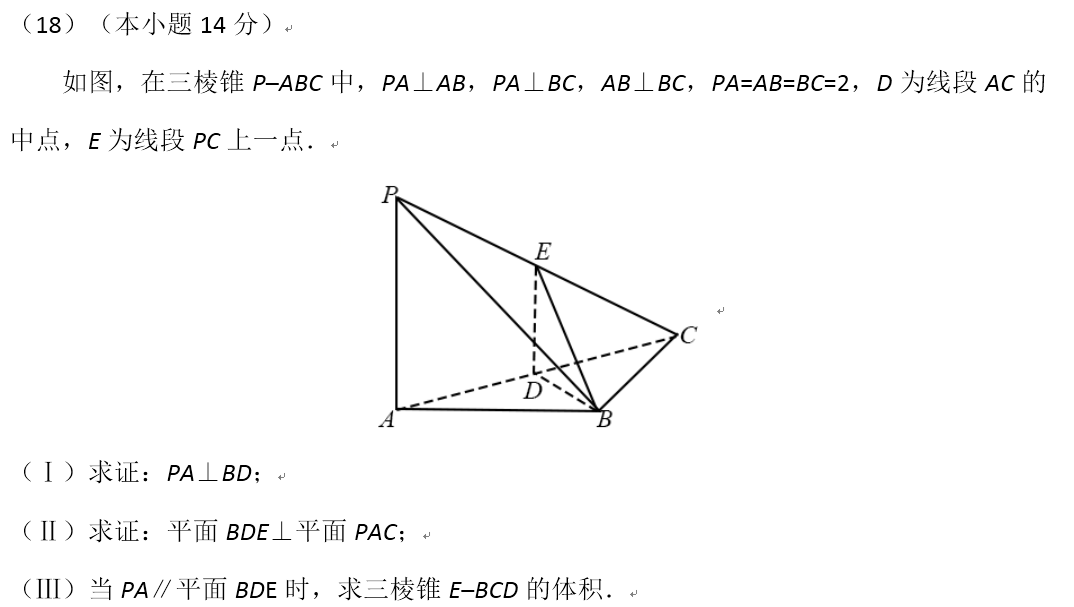 （18）（本小题 14 分）
如图，在三棱锥 P–ABC 中，PA⊥AB，PA⊥BC，AB⊥BC，PA=AB=BC=2，D 为线段 AC 的
中点，E 为线段 PC 上一点．
P
E
C
D
A
B
（Ⅰ）求证：PA⊥BD；
（Ⅱ）求证：平面 BDE⊥平面 PAC；
（Ⅲ）当 PA∥平面 BDE 时，求三棱锥 E–BCD 的体积．